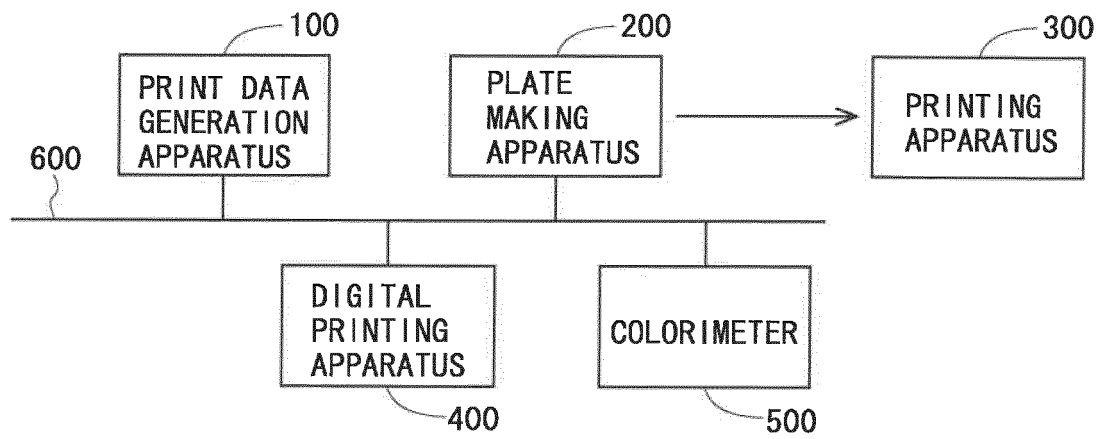 100
PRINT DATA
GENERATION
APPARATUS
200
PLATE
MAKING
APPARATUS
300
PRINTING
APPARATUS
600
DIGITAL
PRINTING
APPARATUS
400
COLORIMETER
500